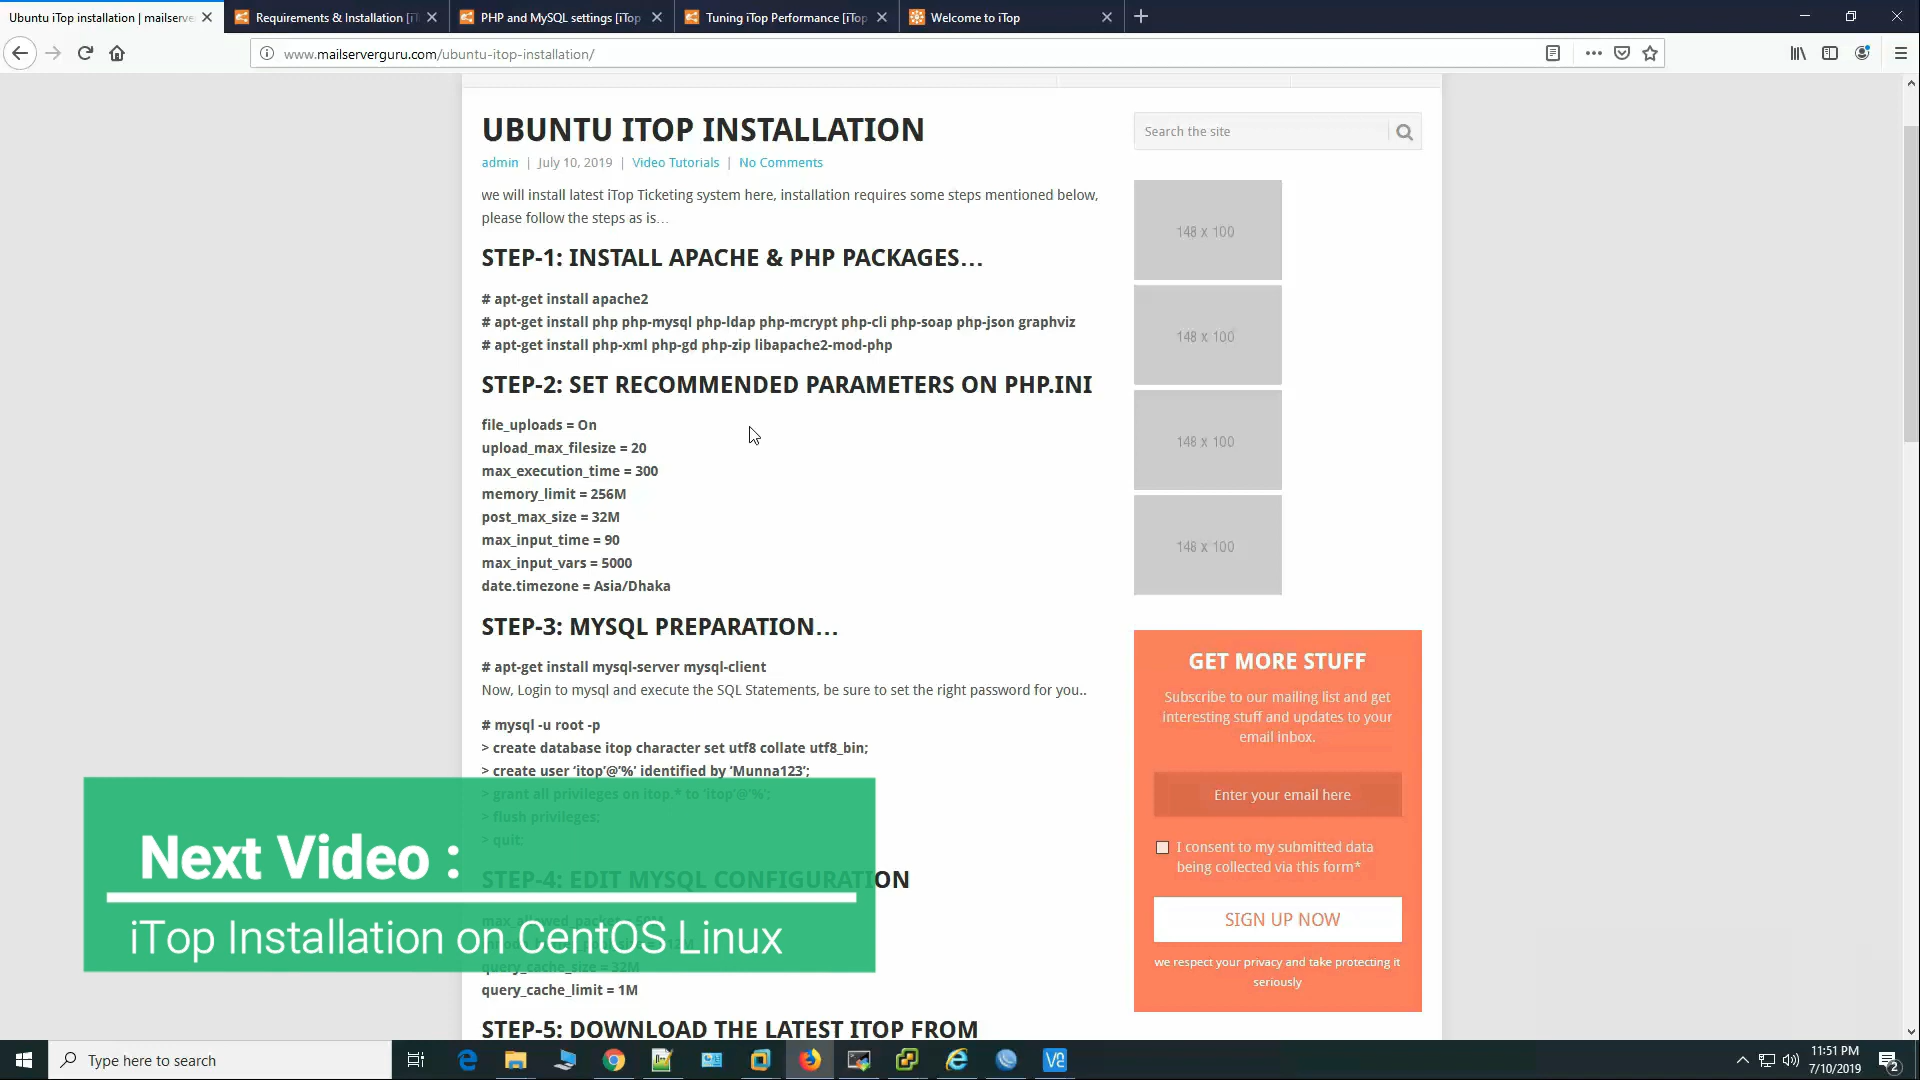 Ubuntu iTop installation | mailserve
Requirements & Installation [iT
PHP and MySQL settings [iTop
Tuning iTop Performance [iTop
Welcome to iTop
www.mailserverguru.com/ubuntu-itop-installation/
UBUNTU ITOP INSTALLATION
admin | July 10, 2019 | Video Tutorials | No Comments
we will install latest iTop Ticketing system here, installation requires some steps mentioned below,
please follow the steps as is…
STEP-1: INSTALL APACHE & PHP PACKAGES…
# apt-get install apache2
# apt-get install php php-mysql php-ldap php-mcrypt php-cli php-soap php-json graphviz
# apt-get install php-xml php-gd php-zip libapache2-mod-php
STEP-2: SET RECOMMENDED PARAMETERS ON PHP.INI
file_uploads = On
upload_max_filesize = 20
max_execution_time = 300
memory_limit = 256M
post_max_size = 32M
max_input_time = 90
max_input_vars = 5000
date.timezone = Asia/Dhaka
STEP-3: MYSQL PREPARATION…
# apt-get install mysql-server mysql-client
Now, Login to mysql and execute the SQL Statements, be sure to set the right password for you..
# mysql -u root -p
> create database itop character set utf8 collate utf8_bin;
> create user ‘itop’@’%’ identified by ‘Munna123’;
> grant all privileges on itop.* to ‘itop’@’%’;
> flush privileges;
> quit;
STEP-4: EDIT MYSQL CONFIGURATION
max_allowed_packet = 50M
query_cache_size = 32M
query_cache_limit = 1M
STEP-5: DOWNLOAD THE LATEST ITOP FROM
Next Video :
iTop Installation on CentOS Linux
Search the site
148 x 100
148 x 100
148 x 100
148 x 100
GET MORE STUFF
Subscribe to our mailing list and get
interesting stuff and updates to your
email inbox.
Enter your email here
I consent to my submitted data
being collected via this form*
SIGN UP NOW
we respect your privacy and take protecting it
seriously
Type here to search
11:51 PM
7/10/2019
2